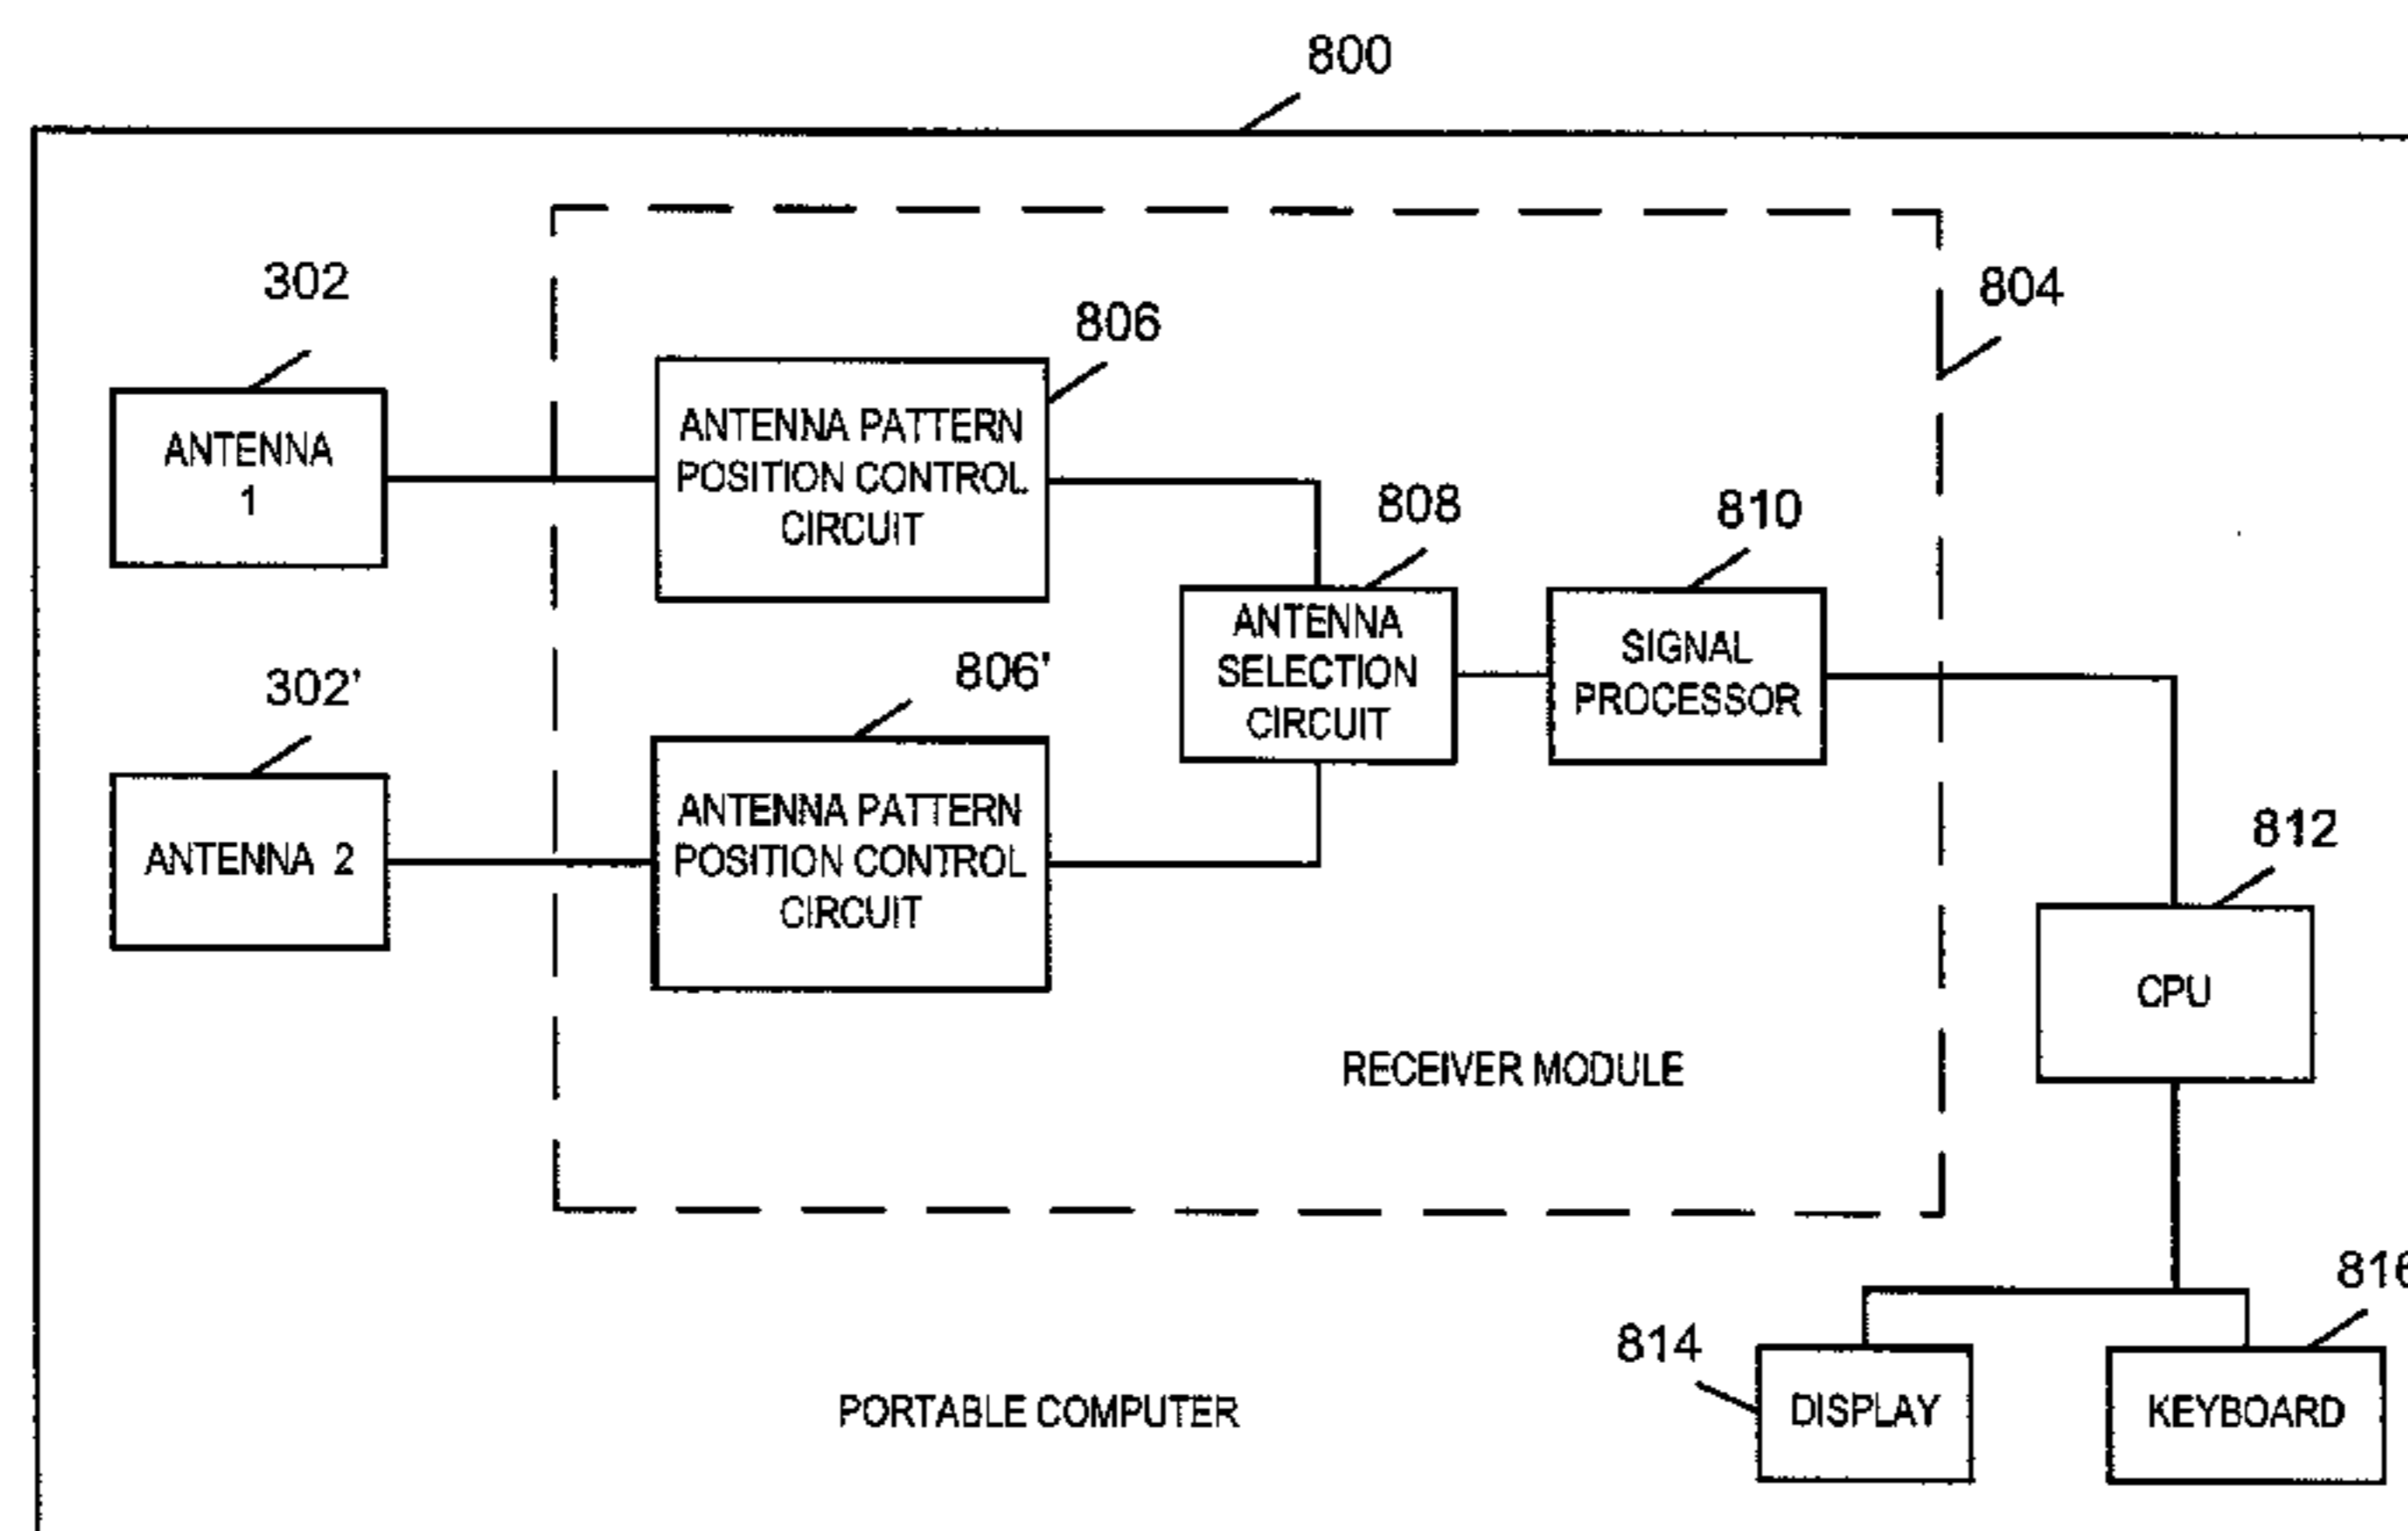 800
302
806
804
ANTENNA
1
ANTENNA PATTERN
POSITION CONTROL
CIRCUIT
808
810
ANTENNA
SELECTION
CIRCUIT
SIGNAL
PROCESSOR
302'
806'
ANTENNA 2
ANTENNA PATTERN
POSITION CONTROL
CIRCUIT
812
CPU
RECEIVER MODULE
816
814
DISPLAY
KEYBOARD
PORTABLE COMPUTER